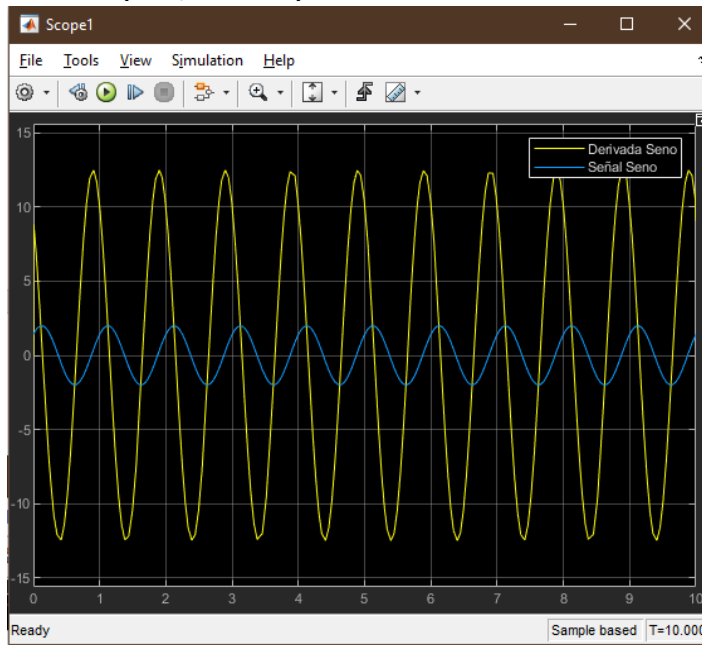 Scope1
File Tools View Simulation Help
Derivada Seno
Señal Seno
15
10
5
0
-5
-10
-15
0 1 2 3 4 5 6 7 8 9 10
Ready Sample based T=10.000